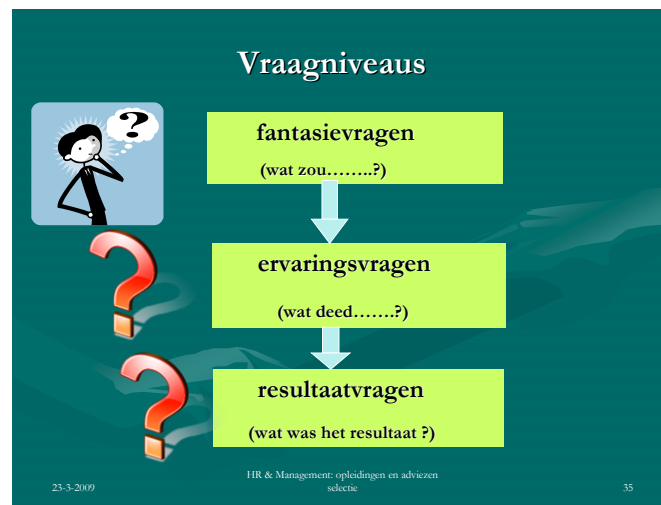 Vraagniveaus
?
fantasievragen
(wat zou……..?)
ervaringsvragen
(wat deed…….?)
resultaatvragen
(wat was het resultaat ?)
23-3-2009
HR & Management: opleidingen en adviezen
selectie
35